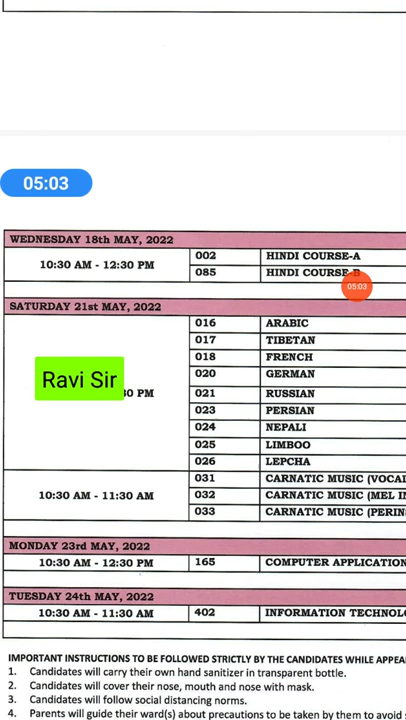 05:03
WEDNESDAY 18th MAY, 2022
10:30 AM - 12:30 PM
002 HINDI COURSE-A
085 HINDI COURSE-B
05:03
SATURDAY 21st MAY, 2022
016 ARABIC
017 TIBETAN
018 FRENCH
020 GERMAN
Ravi Sir
30 PM
021 RUSSIAN
023 PERSIAN
024 NEPALI
025 LIMBOO
026 LEPCHA
10:30 AM - 11:30 AM
031 CARNATIC MUSIC (VOCAL
032 CARNATIC MUSIC (MEL IN
033 CARNATIC MUSIC (PERIN
MONDAY 23rd MAY, 2022
10:30 AM - 12:30 PM 165 COMPUTER APPLICATION
TUESDAY 24th MAY, 2022
10:30 AM - 11:30 AM 402 INFORMATION TECHNOLO
IMPORTANT INSTRUCTIONS TO BE FOLLOWED STRICTLY BY THE CANDIDATES WHILE APPEA
1. Candidates will carry their own hand sanitizer in transparent bottle.
2. Candidates will cover their nose, mouth and nose with mask.
3. Candidates will follow social distancing norms.
4. Parents will guide their ward(s) about precautions to be taken by them to avoid